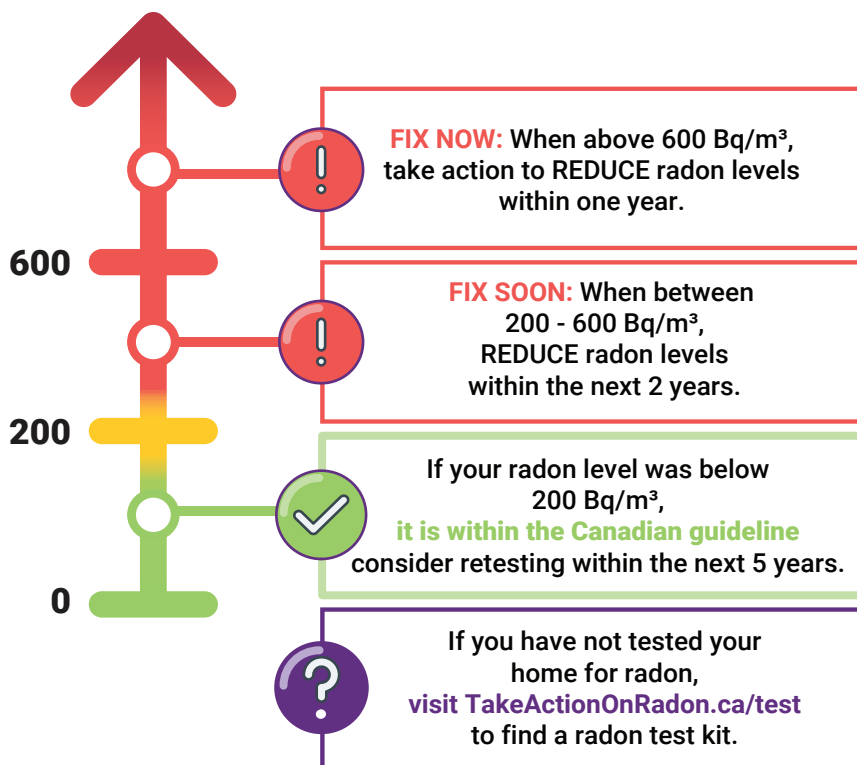 FIX NOW: When above 600 Bq/m³,
take action to REDUCE radon levels
within one year.
600
FIX SOON: When between
200 - 600 Bq/m³,
REDUCE radon levels
within the next 2 years.
200
If your radon level was below
200 Bq/m³,
it is within the Canadian guideline
consider retesting within the next 5 years.
0
If you have not tested your
home for radon,
visit TakeActionOnRadon.ca/test
to find a radon test kit.